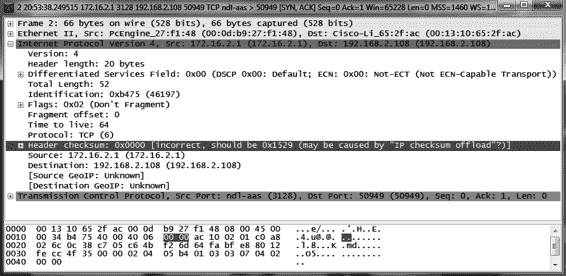 2 20:53:38.249515 172.16.2.1 3128 192.168.2.108 50949 TCP ndl-aas > 50949 [SYN, ACK] Seq=0 Ack=1 Win=65228 Len=0 MSS=1460 WS=1...
Frame 2: 66 bytes on wire (528 bits), 66 bytes captured (528 bits)
Ethernet II, Src: PcEngine_27:f1:48 (00:0d:b9:27:f1:48), Dst: Cisco-Li_65:2f:ac (00:13:10:65:2f:ac)
Internet Protocol Version 4, Src: 172.16.2.1 (172.16.2.1), Dst: 192.168.2.108 (192.168.2.108)
Version: 4
Header length: 20 bytes
Differentiated Services Field: 0x00 (DSCP 0x00: Default; ECN: 0x00: Not-ECT (Not ECN-Capable Transport))
Total Length: 52
Identification: 0xb475 (46197)
Flags: 0x02 (Don't Fragment)
Fragment offset: 0
Time to live: 64
Protocol: TCP (6)
Header checksum: 0x0000 [incorrect, should be 0x1529 (may be caused by "IP checksum offload"?)]
Source: 172.16.2.1 (172.16.2.1)
Destination: 192.168.2.108 (192.168.2.108)
[Source GeoIP: Unknown]
[Destination GeoIP: Unknown]
Transmission Control Protocol, Src Port: ndl-aas (3128), Dst Port: 50949 (50949), Seq: 0, Ack: 1, Len: 0
0000 00 13 10 65 2f ac 00 0d b9 27 f1 48 08 00 45 00 ...e/... .'.H..E.
0010 00 34 b4 75 40 00 40 06 00 00 ac 10 02 01 c0 a8 .4.u@.@. ........
0020 02 6c 0c 38 c7 05 c6 4b f2 6d 64 fa bf e8 80 12 .l.8...K .md.....
0030 fe cc 4f 35 00 00 02 04 05 b4 01 03 03 07 04 02 ..O5.... ........
0040 00 00 ..